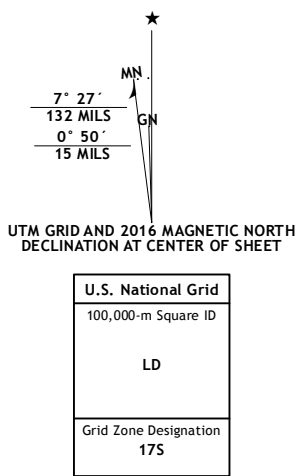 ★
MN
7° 27´
132 MILS
GN
0° 50´
15 MILS
UTM GRID AND 2016 MAGNETIC NORTH
DECLINATION AT CENTER OF SHEET
U.S. National Grid
100,000-m Square ID
LD
Grid Zone Designation
17S